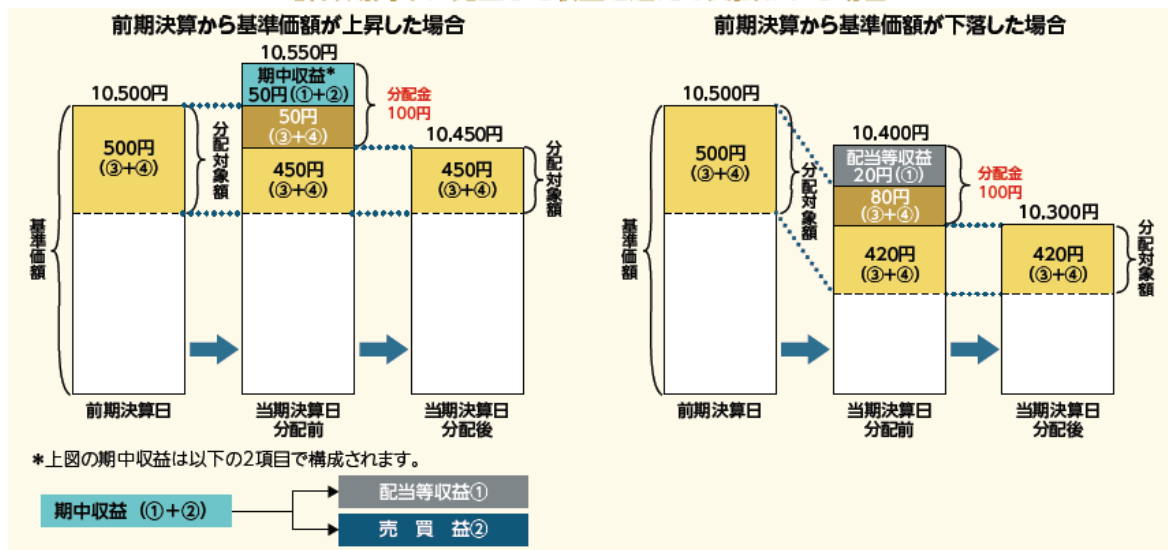 前期決算から基準価額が上昇した場合
10,550円
10,500円
期中収益*
50円(①+②)
分配金
100円
50円
(③+④)
10,450円
500円
(③+④)
分配対象額
450円
(③+④)
450円
(③+④)
分配対象額
基準価額
前期決算日
当期決算日
分配前
当期決算日
分配後
前期決算から基準価額が下落した場合
10,500円
10,400円
500円
(③+④)
分配対象額
配当等収益
20円(①)
分配金
100円
80円
(③+④)
10,300円
420円
(③+④)
420円
(③+④)
分配対象額
基準価額
前期決算日
当期決算日
分配前
当期決算日
分配後
*上図の期中収益は以下の2項目で構成されます。
期中収益(①+②)
配当等収益①
売買益②